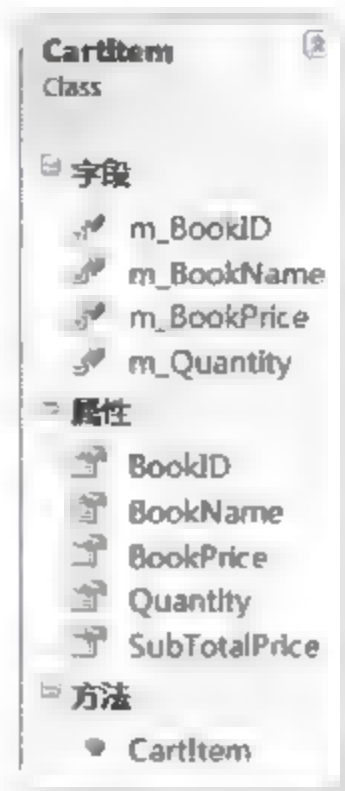 CartItem
Class
字段
m_BookID
m_BookName
m_BookPrice
m_Quantity
属性
BookID
BookName
BookPrice
Quantity
SubTotalPrice
方法
CartItem